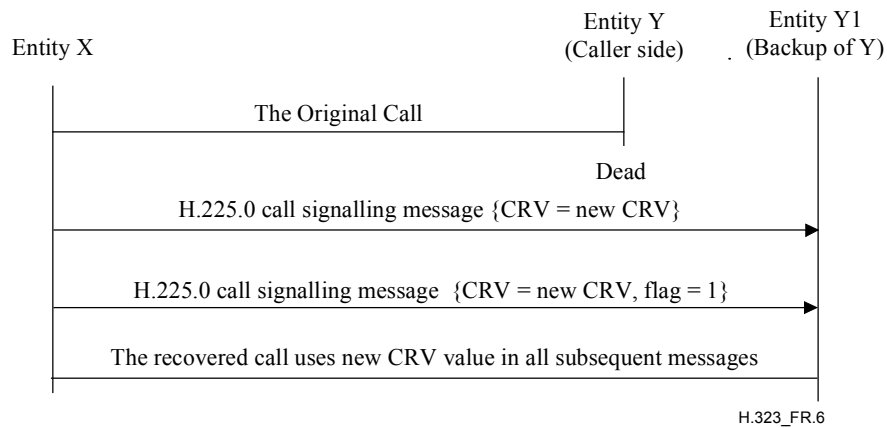 Entity X
Entity Y
(Caller side)
Entity Y1
(Backup of Y)
The Original Call
Dead
H.225.0 call signalling message {CRV = new CRV}
H.225.0 call signalling message {CRV = new CRV, flag = 1}
The recovered call uses new CRV value in all subsequent messages
H.323_FR.6